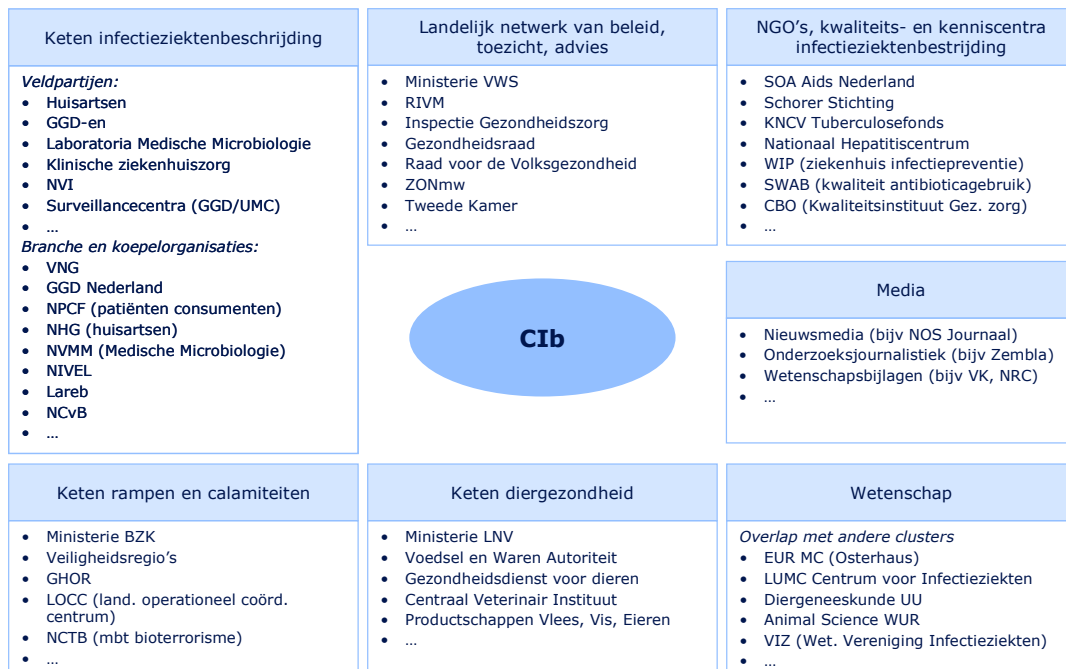 Keten infectieziektenbeschrijding
Veldpartijen:
• Huisartsen
• GGD-en
• Laboratoria Medische Microbiologie
• Klinische ziekenhuiszorg
• NVI
• Surveillancecentra (GGD/UMC)
• …
Branche en koepelorganisaties:
• VNG
• GGD Nederland
• NPCF (patiënten consumenten)
• NHG (huisartsen)
• NVMM (Medische Microbiologie)
• NIVEL
• Lareb
• NCvB
• …
Landelijk netwerk van beleid,
toezicht, advies
• Ministerie VWS
• RIVM
• Inspectie Gezondheidszorg
• Gezondheidsraad
• Raad voor de Volksgezondheid
• ZONmw
• Tweede Kamer
• …
NGO’s, kwaliteits- en kenniscentra
infectieziektenbestrijding
• SOA Aids Nederland
• Schorer Stichting
• KNCV Tuberculosefonds
• Nationaal Hepatitiscentrum
• WIP (ziekenhuis infectiepreventie)
• SWAB (kwaliteit antibioticagebruik)
• CBO (Kwaliteitsinstituut Gez. zorg)
• …
CIb
Media
• Nieuwsmedia (bijv NOS Journaal)
• Onderzoeksjournalistiek (bijv Zembla)
• Wetenschapsbijlagen (bijv VK, NRC)
• …
Keten rampen en calamiteiten
• Ministerie BZK
• Veiligheidsregio’s
• GHOR
• LOCC (land. operationeel coörd.
centrum)
• NCTB (mbt bioterrorisme)
• …
Keten diergezondheid
• Ministerie LNV
• Voedsel en Waren Autoriteit
• Gezondheidsdienst voor dieren
• Centraal Veterinair Instituut
• Productschappen Vlees, Vis, Eieren
• …
Wetenschap
Overlap met andere clusters
• EUR MC (Osterhaus)
• LUMC Centrum voor Infectieziekten
• Diergeneeskunde UU
• Animal Science WUR
• VIZ (Wet. Vereniging Infectieziekten)
• …